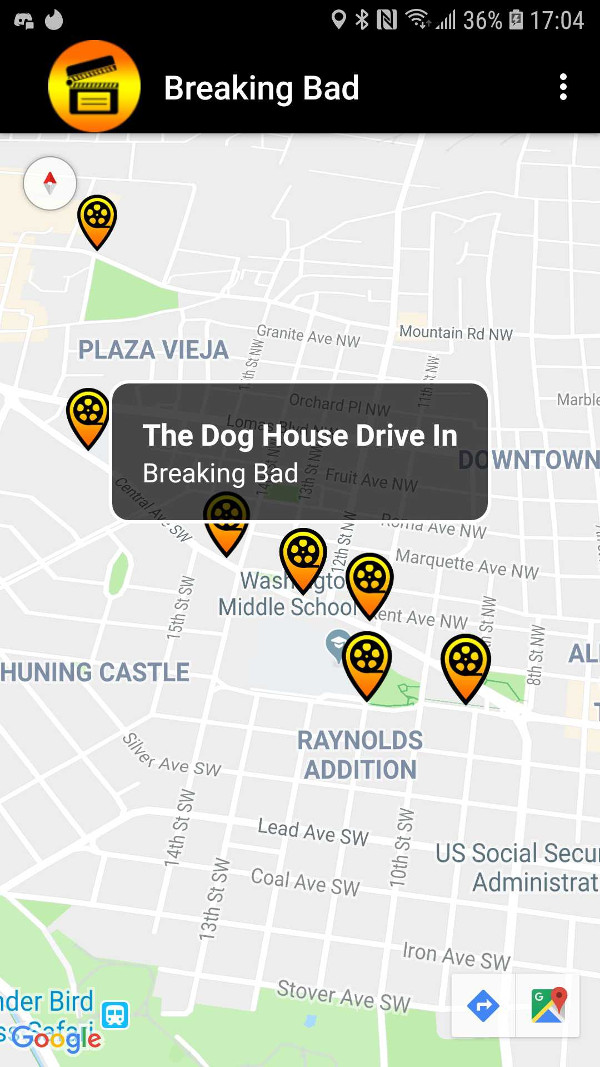 36% 17:04
Breaking Bad
Granite Ave NW
Mountain Rd NW
PLAZA VIEJA
11th St NW
Orchard Pl NW
Marble
Lomas Blvd NW
The Dog House Drive In
DOWNTOWN
Breaking Bad
Fruit Ave NW
13th St NW
Central Ave SW
Roma Ave NW
12th St NW
Marquette Ave NW
Washingto
Middle School
Kent Ave NW
15th St SW
8th St NW
AL
HUNING CASTLE
RAYNOLDS
ADDITION
Silver Ave SW
Lead Ave SW
14th St SW
10th St SW
US Social Secu
Administrat
Coal Ave SW
13th St SW
Iron Ave SW
Stover Ave SW
nder Bird
Google
G